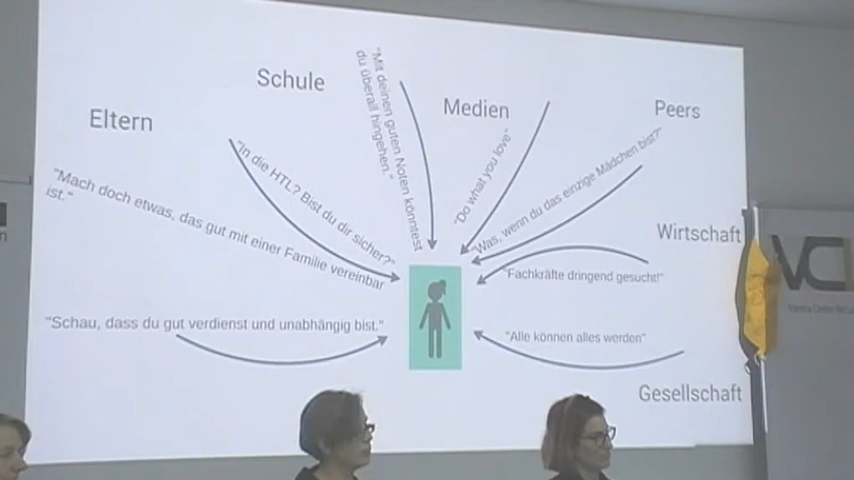 Schule
"Mit deinen guten Noten könntest
du überall hingehen."
Medien
Peers
Eltern
"Do what you love"
"Was, wenn du das einzige Mädchen bist?"
"In die HTL? Bist du dir sicher?"
"Mach doch etwas, das gut mit einer Familie vereinbar
ist."
Wirtschaft
"Fachkräfte dringend gesucht!"
"Schau, dass du gut verdienst und unabhängig bist."
"Alle können alles werden"
Gesellschaft
VC